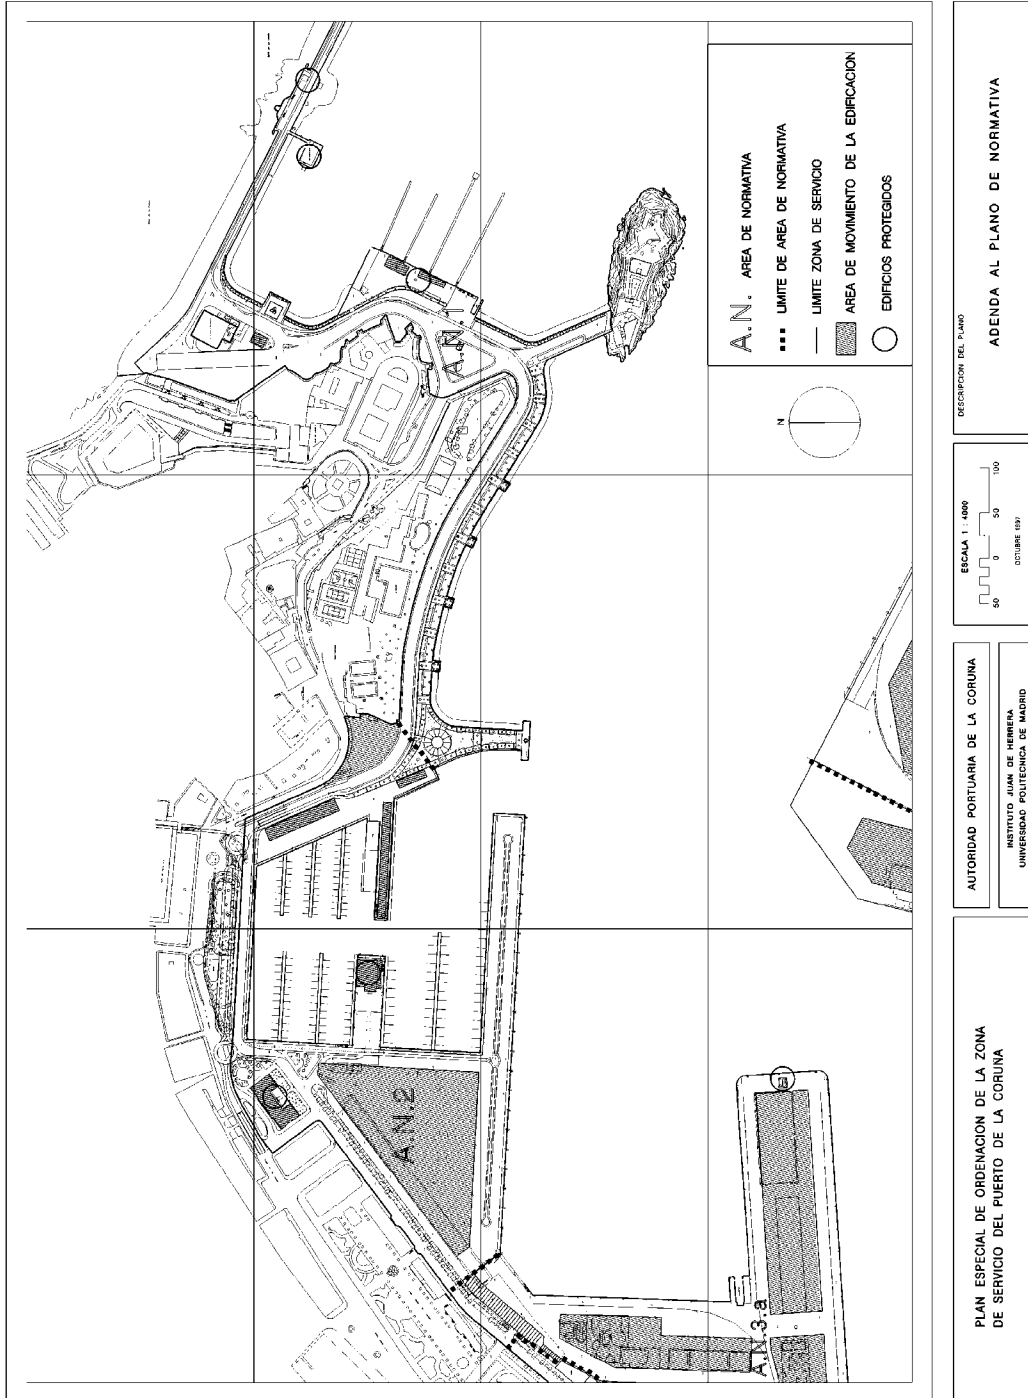 A.N.1
A.N.2
A.N.3.a
A.N. AREA DE NORMATIVA
LIMITE DE AREA DE NORMATIVA
LIMITE ZONA DE SERVICIO
AREA DE MOVIMIENTO DE LA EDIFICACION
EDIFICIOS PROTEGIDOS
N
PLAN ESPECIAL DE ORDENACION DE LA ZONA
DE SERVICIO DEL PUERTO DE LA CORUÑA
AUTORIDAD PORTUARIA DE LA CORUÑA
INSTITUTO JUAN DE HERRERA
UNIVERSIDAD POLITECNICA DE MADRID
ESCALA 1 : 4000
50 0 50 100
OCTUBRE 1997
DESCRIPCION DEL PLANO
ADENDA AL PLANO DE NORMATIVA